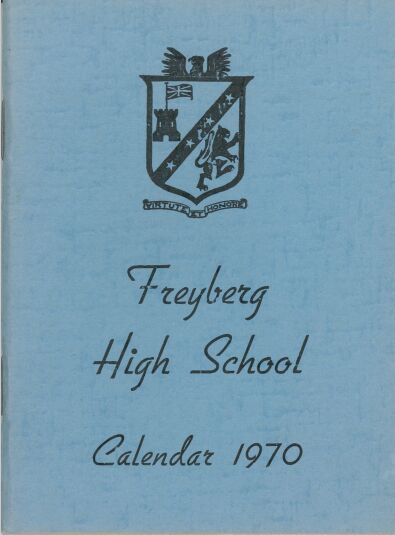 VIRTUTE ET HONORE
Freyberg
High School
Calendar 1970